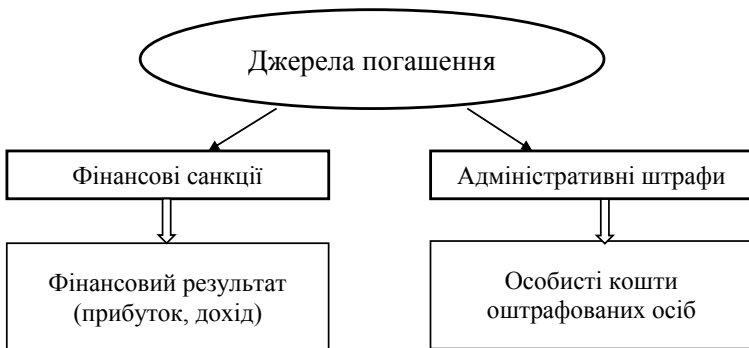 Джерела погашення
Фінансові санкції
Адміністративні штрафи
Фінансовий результат
(прибуток, дохід)
Особисті кошти
оштрафованих осіб